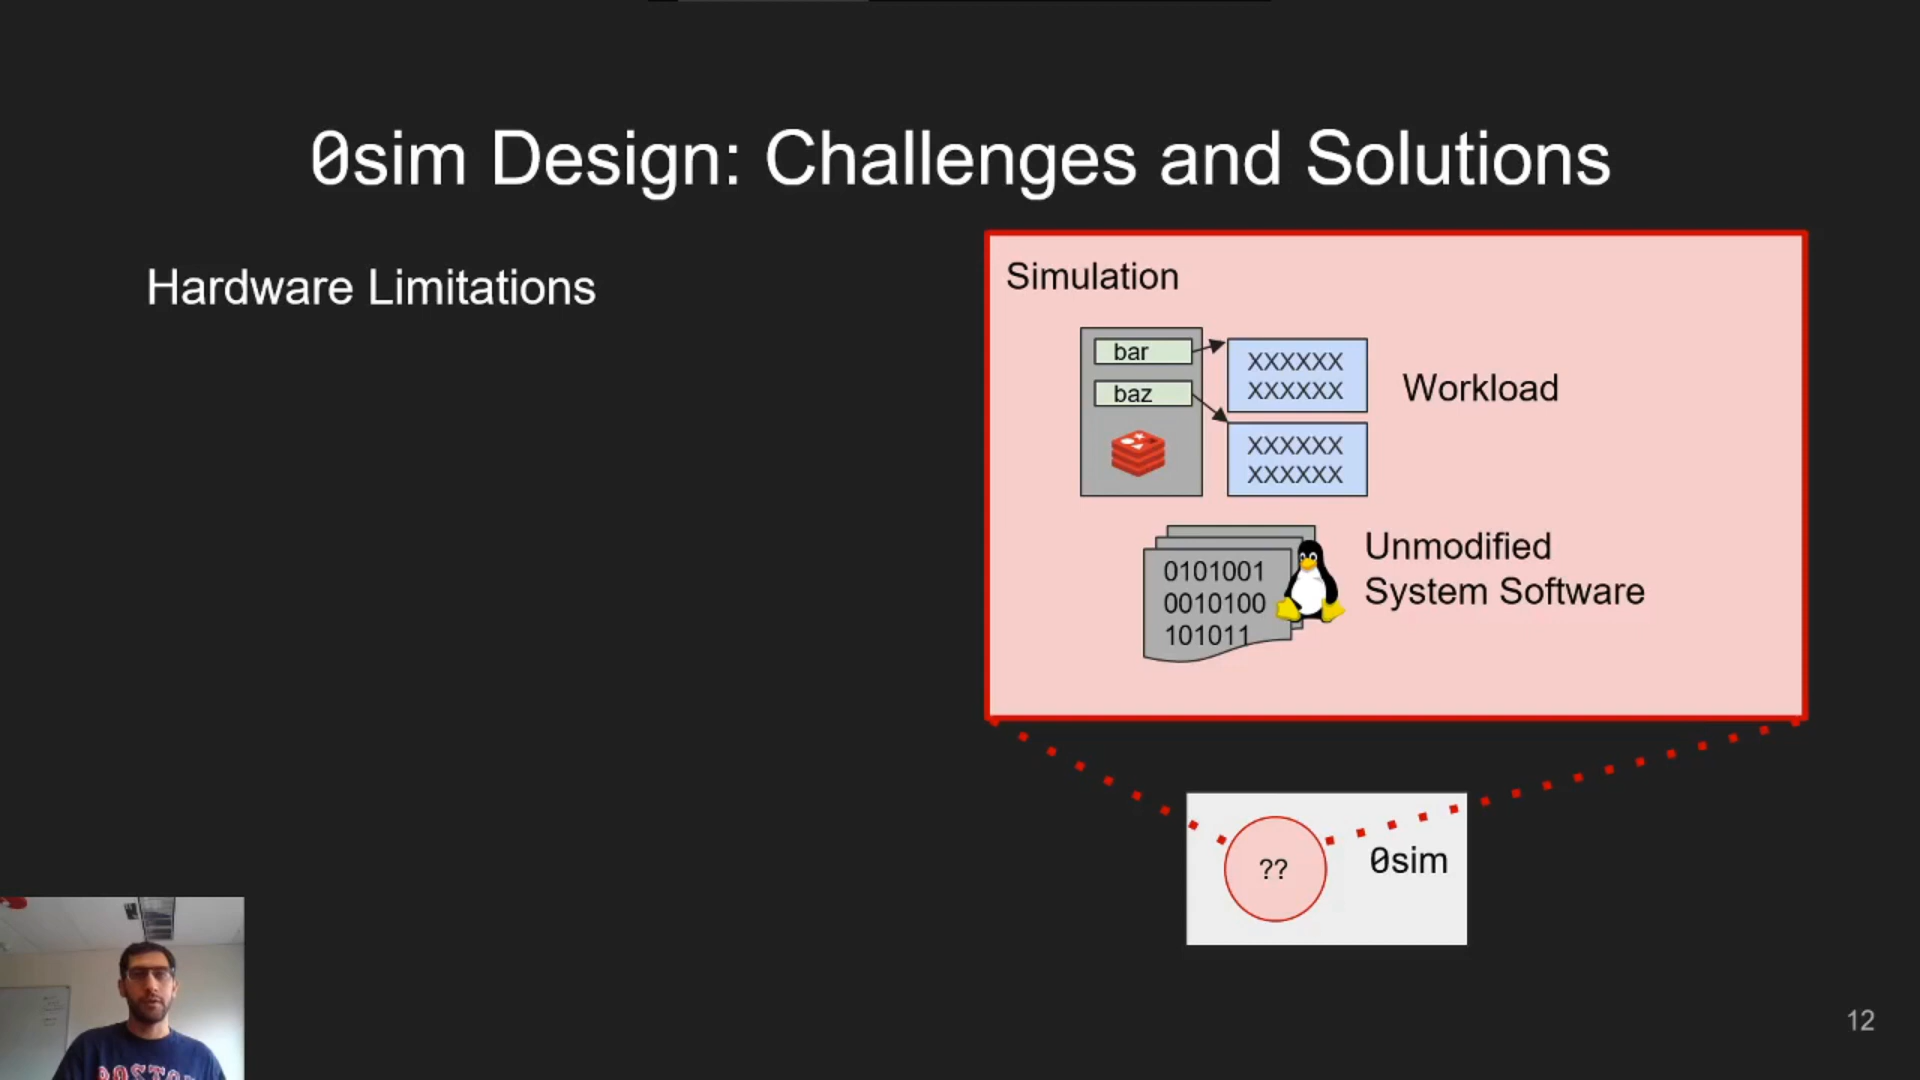 0sim Design: Challenges and Solutions
Hardware Limitations
Simulation
bar
baz
XXXXXX
XXXXXX
XXXXXX
XXXXXX
Workload
0101001
0010100
101011
Unmodified
System Software
??
0sim
BOSTON
12